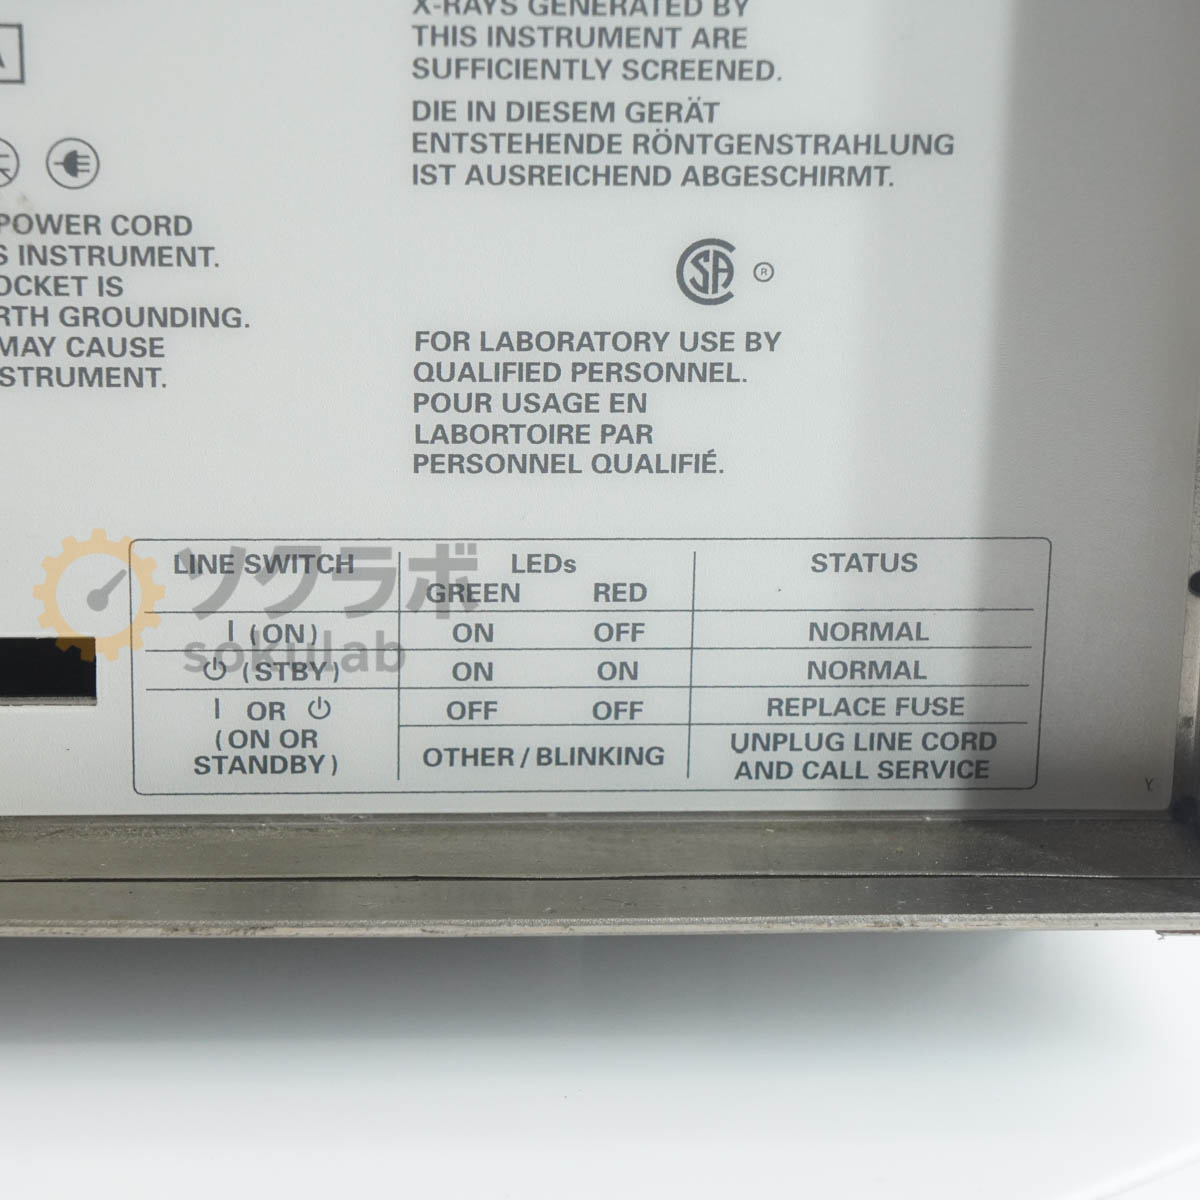 A
POWER CORD
INSTRUMENT.
IS
GROUNDING.
MAY CAUSE
X-RAYS GENERATED BY
THIS INSTRUMENT ARE
SUFFICIENTLY SCREENED.
DIE IN DIESEM GERÄT
ENTSTEHENDE RÖNTGENSTRAHLUNG
IST AUSREICHEND ABGESCHIRMT.
SA ®
FOR LABORATORY USE BY
QUALIFIED PERSONNEL.
POUR USAGE EN
LABORTOIRE PAR
PERSONNEL QUALIFIÉ.
LINE SWITCH LEDs STATUS
GREEN RED
I (ON) ON OFF NORMAL
⏻ (STBY) ON ON NORMAL
I OR ⏻ OFF OFF REPLACE FUSE
(ON OR
STANDBY) OTHER / BLINKING UNPLUG LINE CORD
AND CALL SERVICE
Y
ソクラボ
sokulab